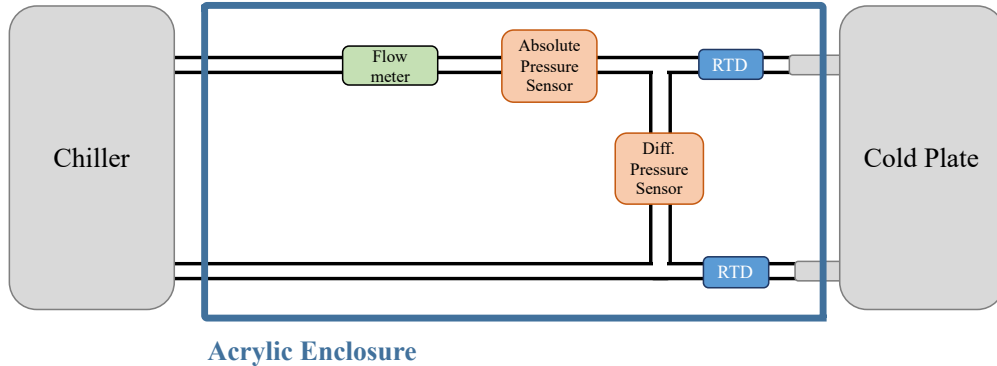 Chiller
Flow
meter
Absolute
Pressure
Sensor
RTD
Diff.
Pressure
Sensor
RTD
Cold Plate
Acrylic Enclosure